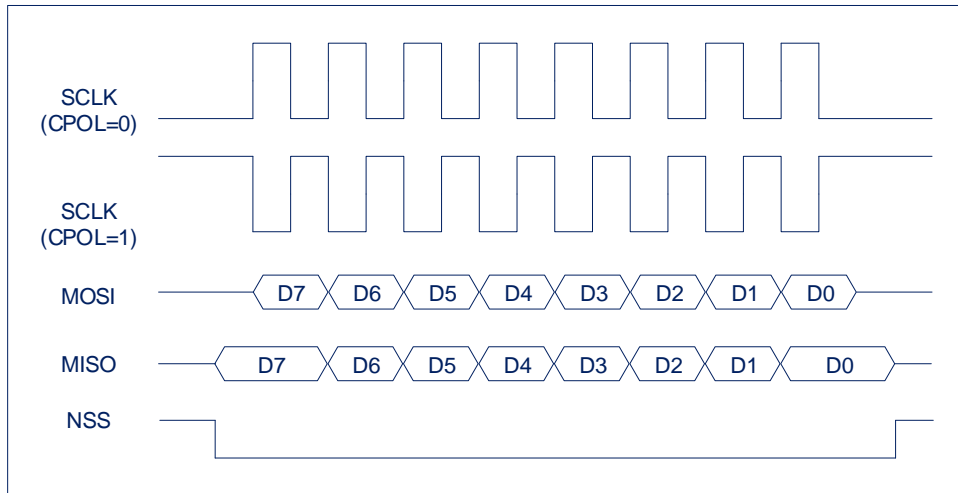 SCLK
(CPOL=0)
SCLK
(CPOL=1)
MOSI D7 D6 D5 D4 D3 D2 D1 D0
MISO D7 D6 D5 D4 D3 D2 D1 D0
NSS